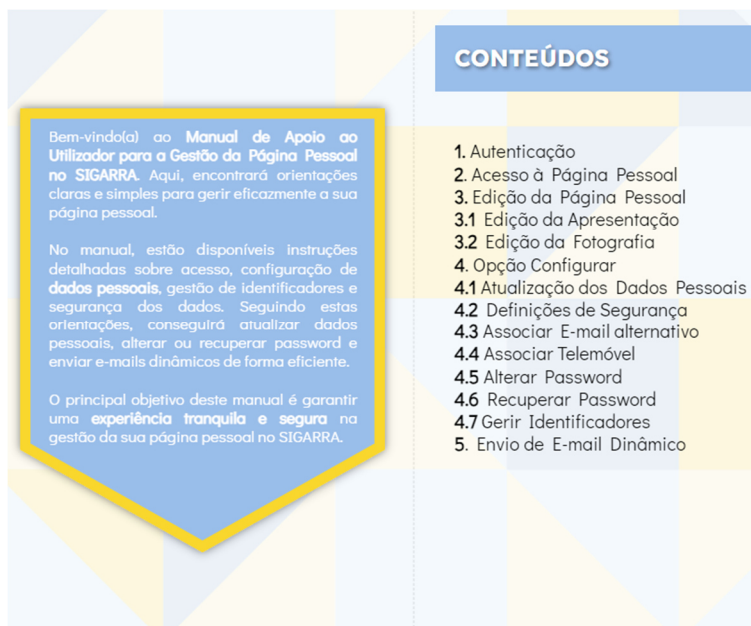 Bem-vindo(a) ao Manual de Apoio ao
Utilizador para a Gestão da Página Pessoal
no SIGARRA. Aqui, encontrará orientações
claras e simples para gerir eficazmente a sua
página pessoal.
No manual, estão disponíveis instruções
detalhadas sobre acesso, configuração de
dados pessoais, gestão de identificadores e
segurança dos dados. Seguindo estas
orientações, conseguirá atualizar dados
pessoais, alterar ou recuperar password e
enviar e-mails dinâmicos de forma eficiente.
O principal objetivo deste manual é garantir
uma experiência tranquila e segura na
gestão da sua página pessoal no SIGARRA.
CONTEÚDOS
1. Autenticação
2. Acesso à Página Pessoal
3. Edição da Página Pessoal
3.1 Edição da Apresentação
3.2 Edição da Fotografia
4. Opção Configurar
4.1 Atualização dos Dados Pessoais
4.2 Definições de Segurança
4.3 Associar E-mail alternativo
4.4 Associar Telemóvel
4.5 Alterar Password
4.6 Recuperar Password
4.7 Gerir Identificadores
5. Envio de E-mail Dinâmico